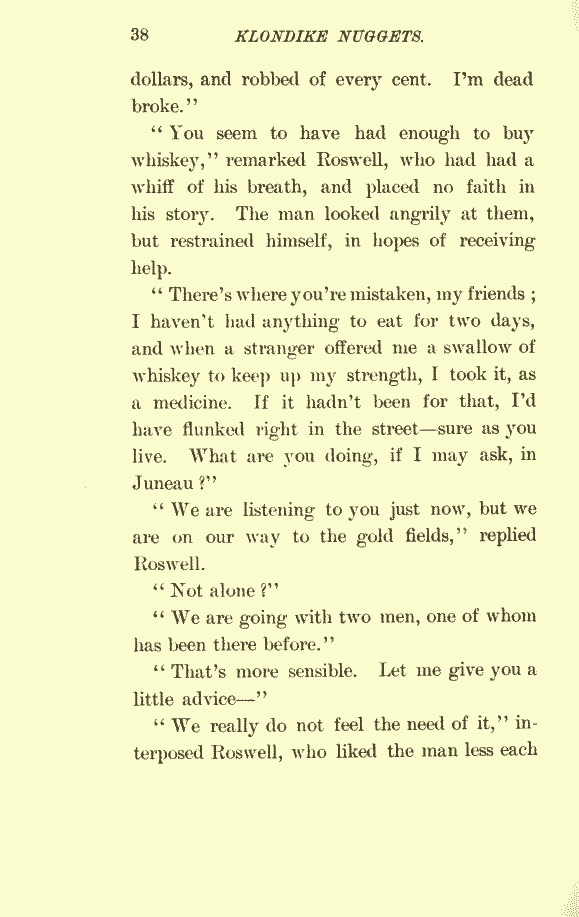 38 KLONDIKE NUGGETS.
dollars, and robbed of every cent. I'm dead
broke."
" You seem to have had enough to buy
whiskey," remarked Roswell, who had had a
whiff of his breath, and placed no faith in
his story. The man looked angrily at them,
but restrained himself, in hopes of receiving
help.
" There's where you're mistaken, my friends ;
I haven't had anything to eat for two days,
and when a stranger offered me a swallow of
whiskey to keep up my strength, I took it, as
a medicine. If it hadn't been for that, I'd
have flunked right in the street—sure as you
live. What are you doing, if I may ask, in
Juneau ?"
" We are listening to you just now, but we
are on our way to the gold fields," replied
Roswell.
" Not alone ?"
" We are going with two men, one of whom
has been there before."
" That's more sensible. Let me give you a
little advice—"
" We really do not feel the need of it," in-
terposed Roswell, who liked the man less each